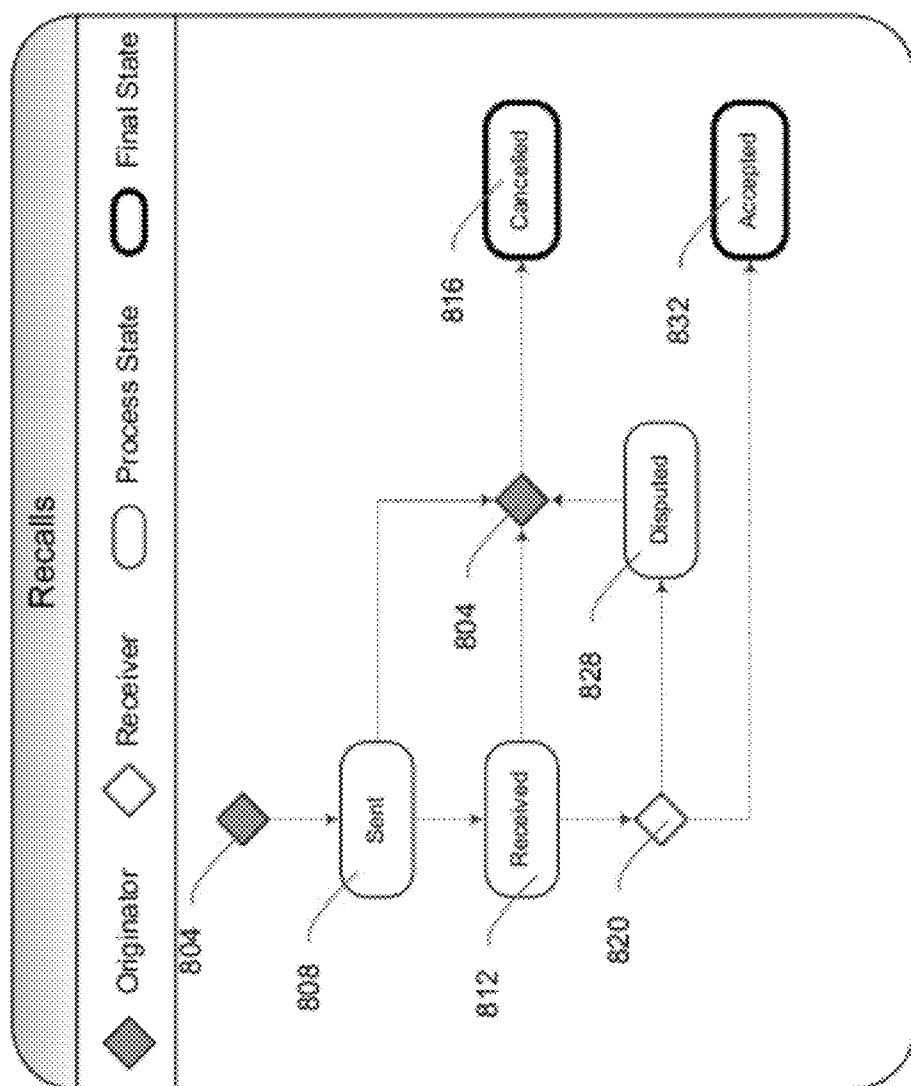 Recalls
Originator
Receiver
Process State
Final State
804
808
Sent
812
Received
820
804
828
Disputed
816
Cancelled
832
Accepted